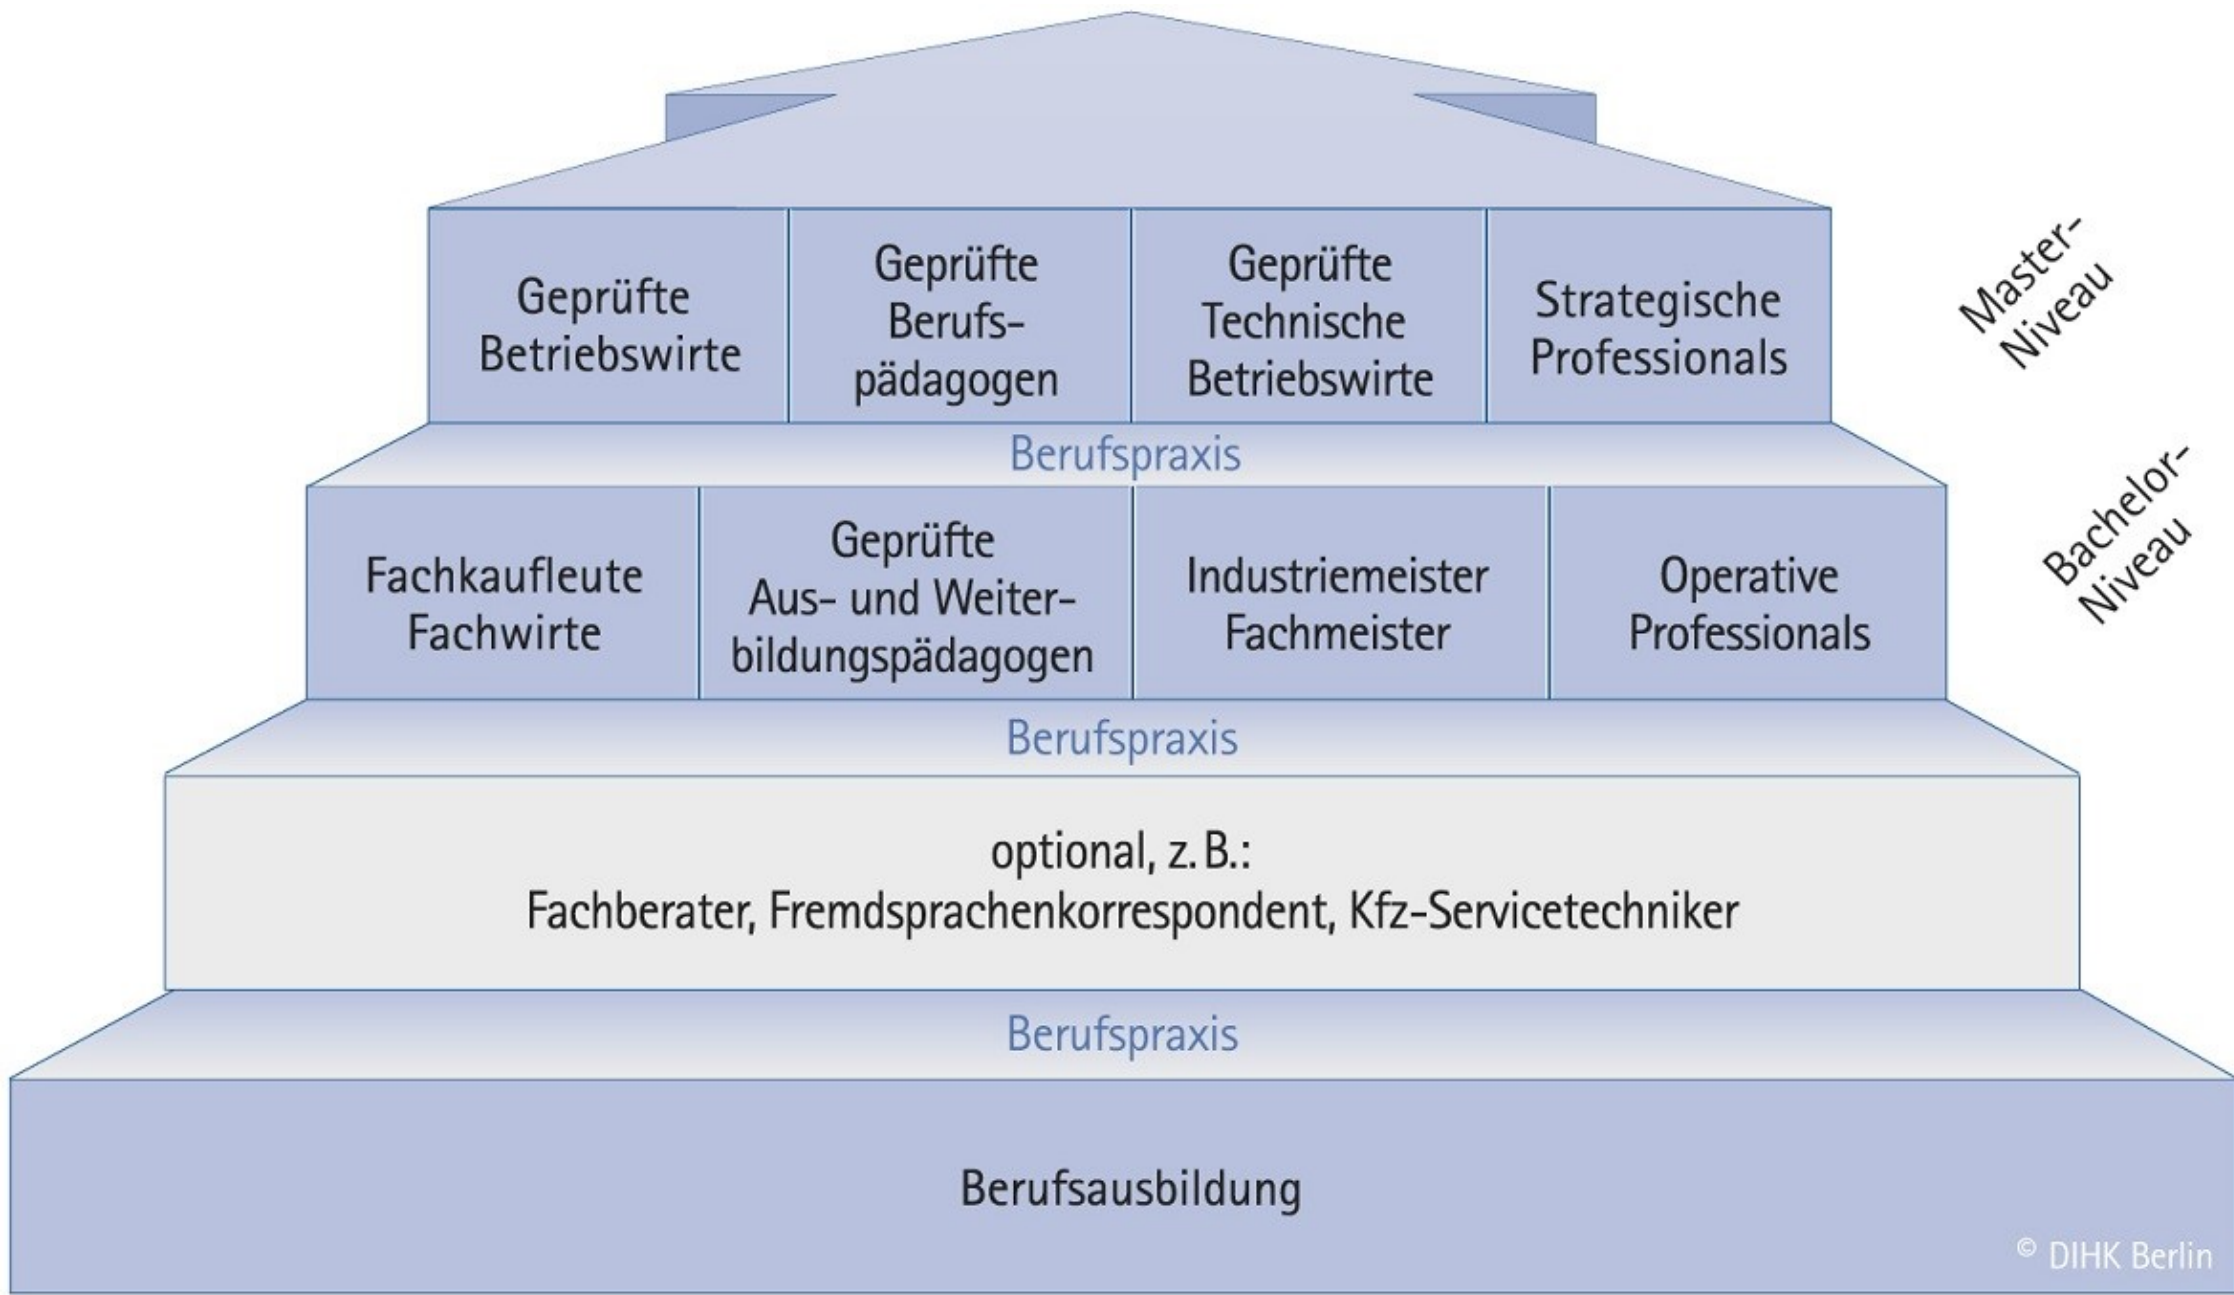 Geprüfte
Betriebswirte
Geprüfte
Berufs-
pädagogen
Geprüfte
Technische
Betriebswirte
Strategische
Professionals
Master-
Niveau
Berufspraxis
Fachkaufleute
Fachwirte
Geprüfte
Aus- und Weiter-
bildungspädagogen
Industriemeister
Fachmeister
Operative
Professionals
Bachelor-
Niveau
Berufspraxis
optional, z. B.:
Fachberater, Fremdsprachenkorrespondent, Kfz-Servicetechniker
Berufspraxis
Berufsausbildung
© DIHK Berlin